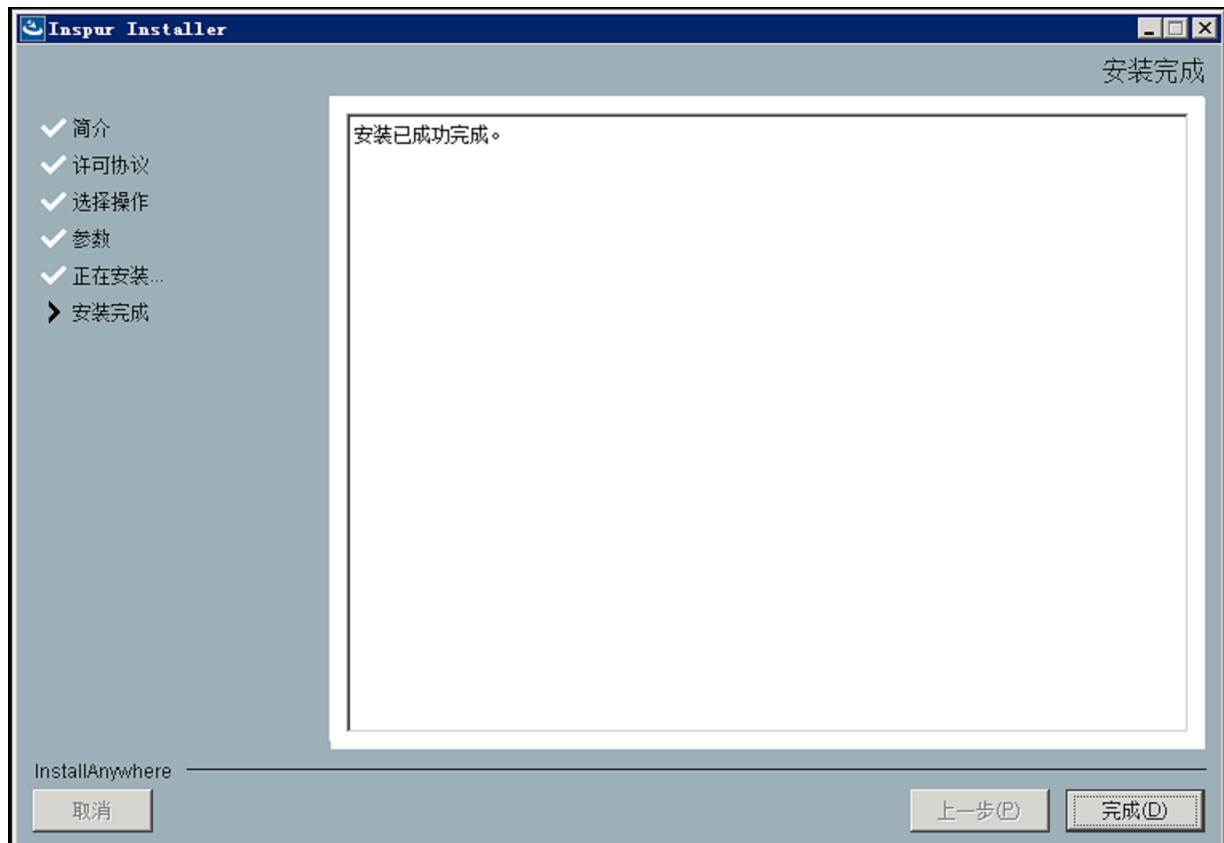 Inspur Installer
安装完成
简介
许可协议
选择操作
参数
正在安装...
安装完成
安装已成功完成。
InstallAnywhere
取消
上一步(P)
完成(D)